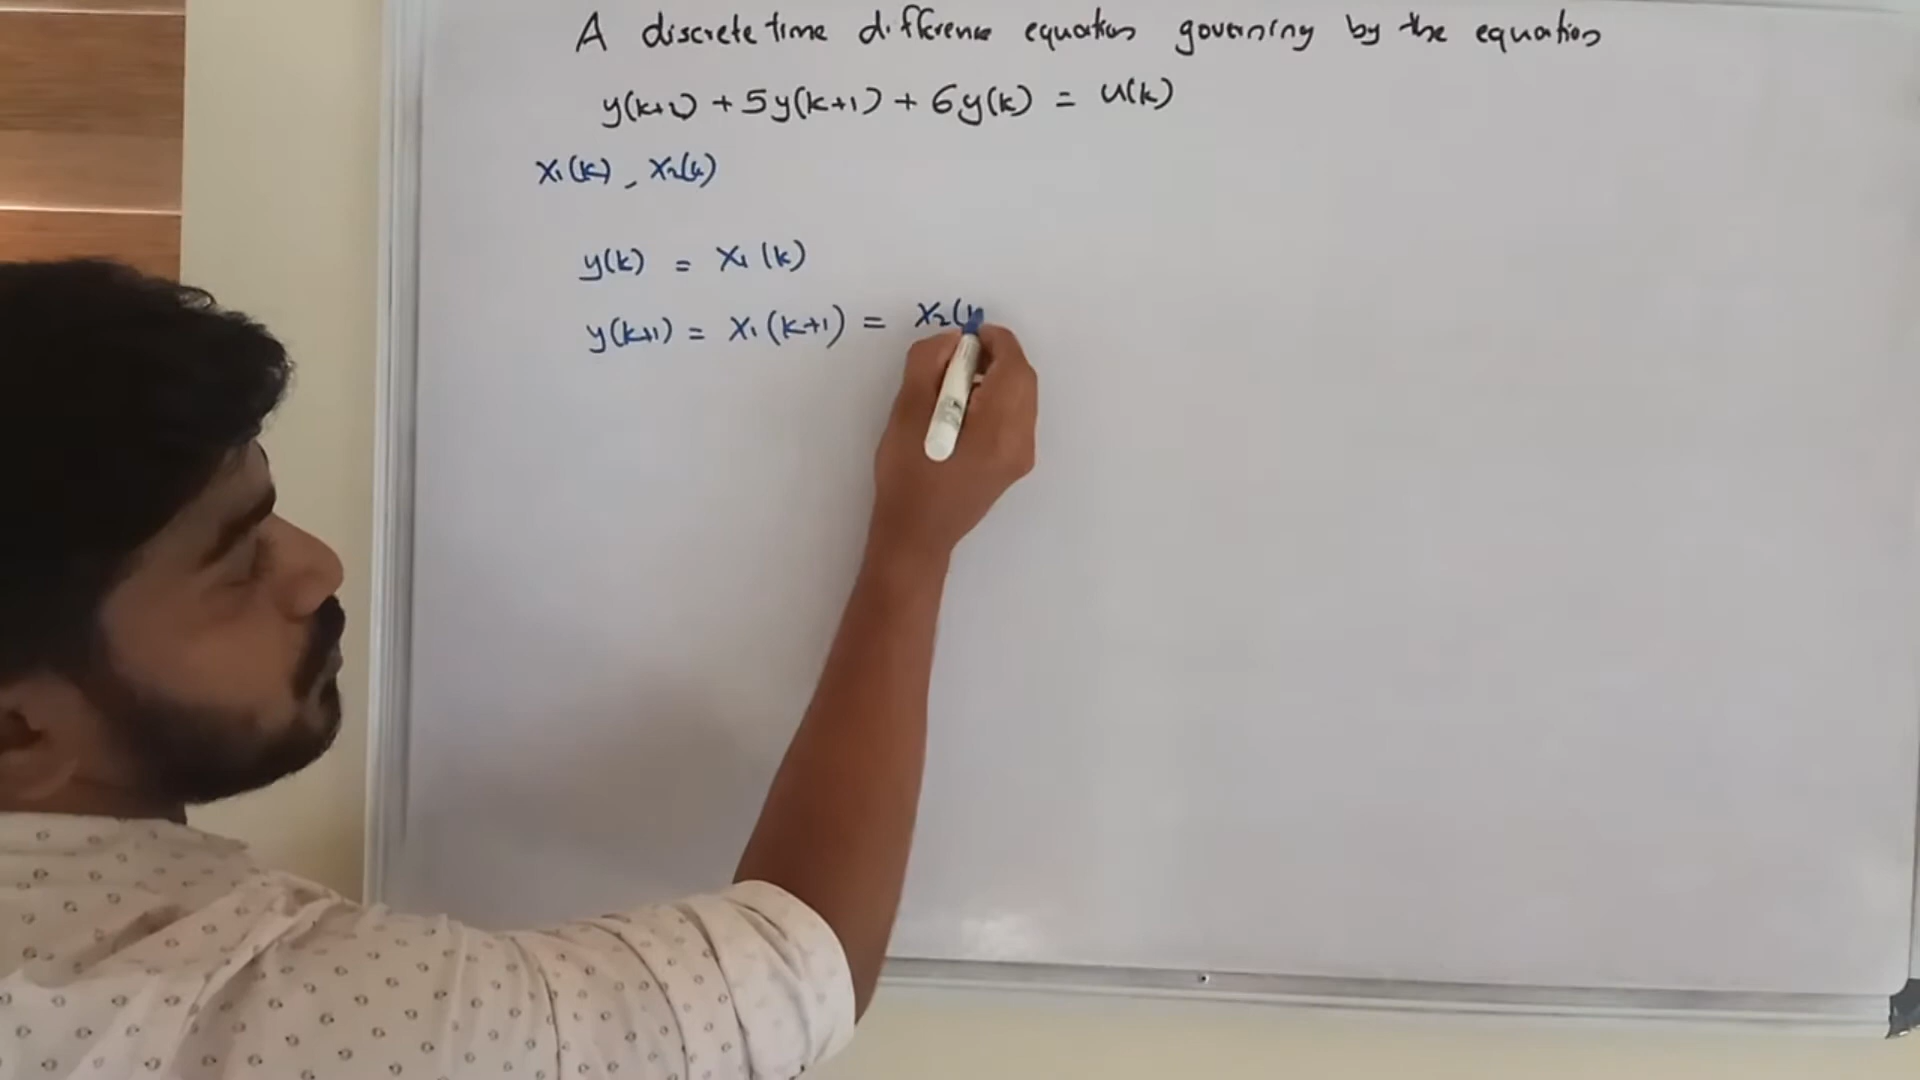 A discrete time difference equation governing by the equation
y(k+2) + 5y(k+1) + 6y(k) = u(k)
x₁(k) - x₂(k)
y(k) = x₁(k)
y(k+1) = x₁(k+1) = x₂(k